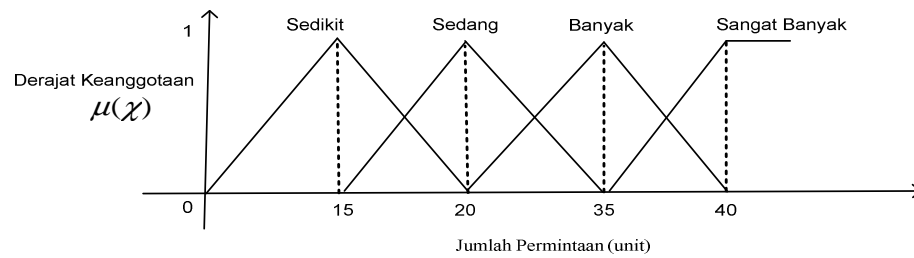 1 Sedikit Sedang Banyak Sangat Banyak
Derajat Keanggotaan
μ(χ)
0 15 20 35 40
Jumlah Permintaan (unit)